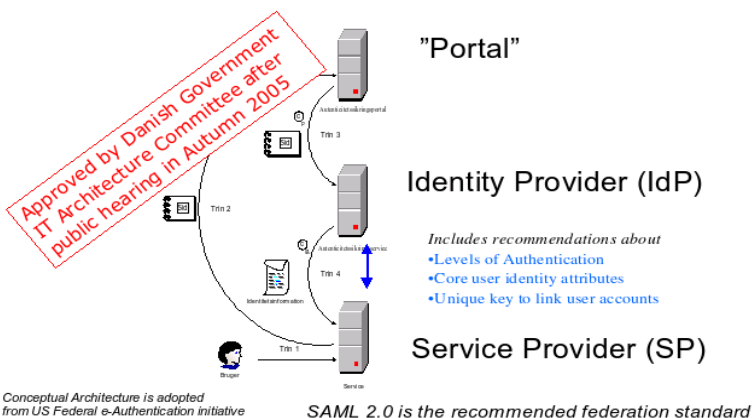 ”Portal”
Approved by Danish Government
IT Architecture Committee after
public hearing in Autumn 2005
Trin 3
Sid
Identity Provider (IdP)
Sid
Trin 2
Includes recommendations about
•Levels of Authentication
•Core user identity attributes
•Unique key to link user accounts
Trin 4
Identitetsinformation
Service Provider (SP)
Trin 1
Bruger
Service
Conceptual Architecture is adopted
from US Federal e-Authentication initiative
SAML 2.0 is the recommended federation standard